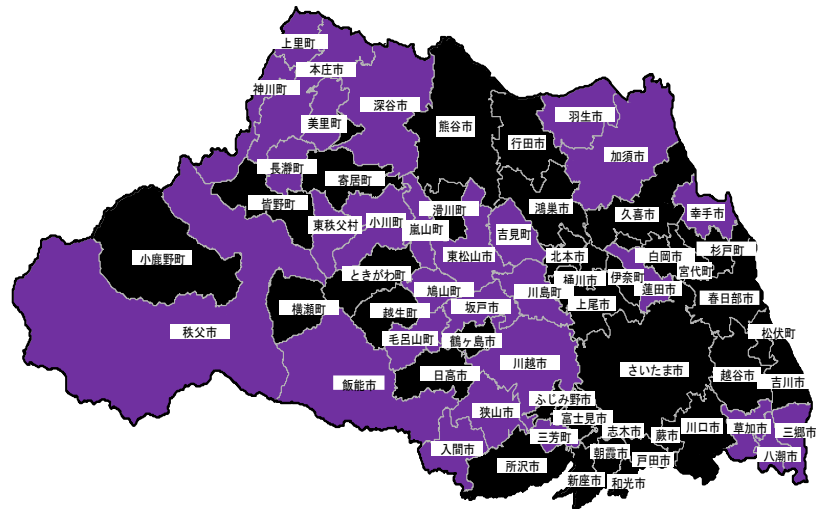 上里町
本庄市
神川町
深谷市
美里町
熊谷市
行田市
羽生市
加須市
長瀞町
寄居町
皆野町
東秩父村
小川町
嵐山町
滑川町
吉見町
鴻巣市
久喜市
幸手市
小鹿野町
東松山市
北本市
白岡市
杉戸町
宮代町
ときがわ町
鳩山町
川島町
桶川市
伊奈町
蓮田市
横瀬町
越生町
坂戸市
上尾市
春日部市
秩父市
毛呂山町
鶴ヶ島市
松伏町
飯能市
日高市
川越市
さいたま市
越谷市
吉川市
狭山市
ふじみ野市
富士見市
三芳町
志木市
蕨市
川口市
草加市
三郷市
入間市
所沢市
朝霞市
戸田市
八潮市
新座市
和光市